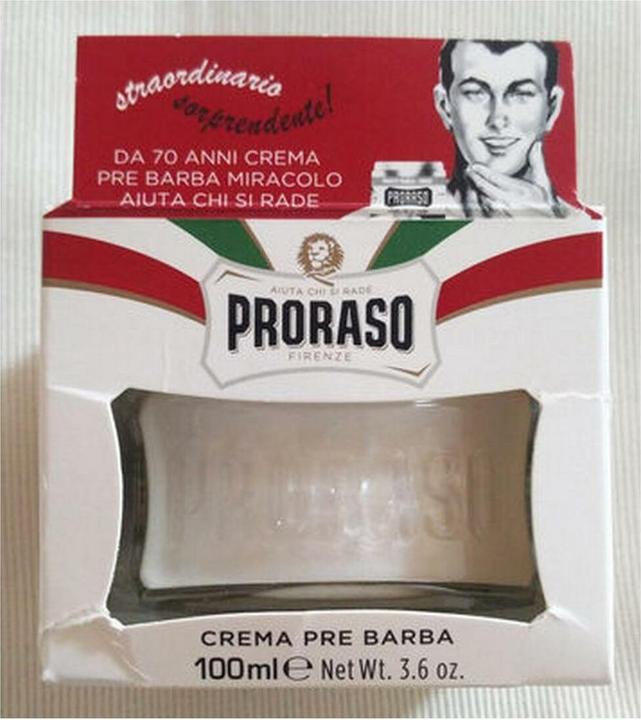 straordinario
sorprendente!
DA 70 ANNI CREMA
PRE BARBA MIRACOLO
AIUTA CHI SI RADE
PRORASO
AIUTA CHI SI RADE
PRORASO
FIRENZE
PRORASO
CREMA PRE BARBA
100ml e Net Wt. 3.6 oz.